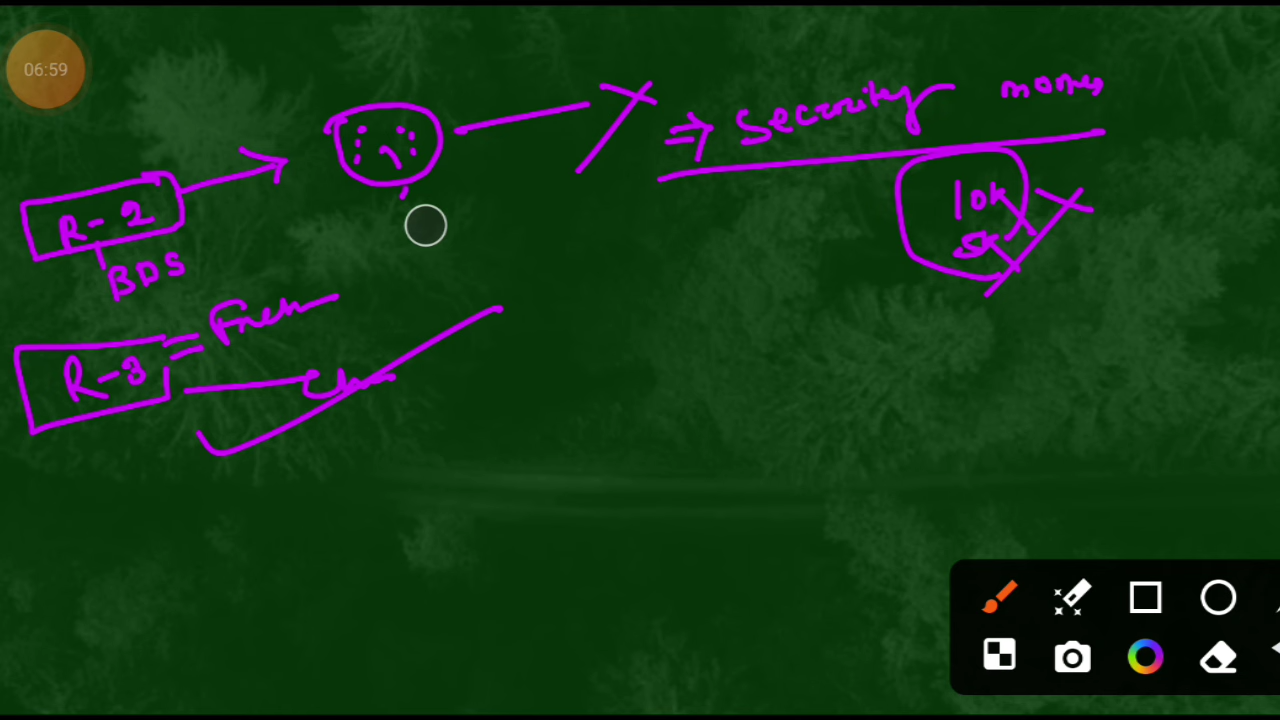 06:59
⇒ Security money
R-2
10k
5k
BDS
R-3 = Fresh